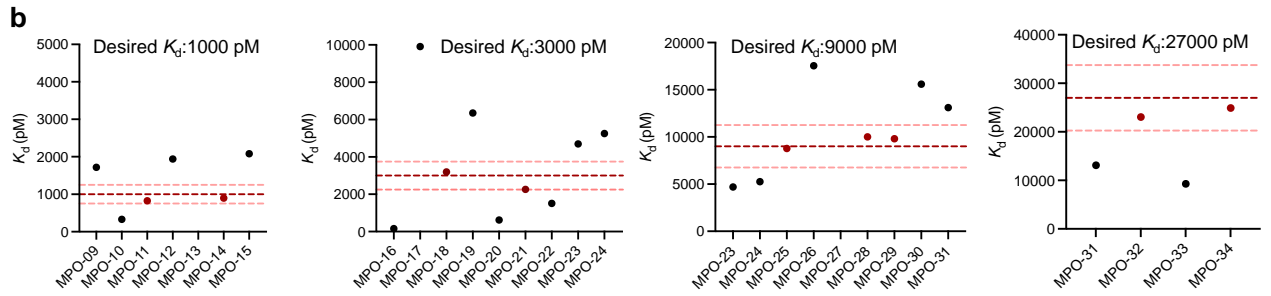 b
Desired Kd:1000 pM
Kd (pM)
5000
4000
3000
2000
1000
0
MPO-09
MPO-10
MPO-11
MPO-12
MPO-13
MPO-14
MPO-15
Desired Kd:3000 pM
Kd (pM)
10000
8000
6000
4000
2000
0
MPO-16
MPO-17
MPO-18
MPO-19
MPO-20
MPO-21
MPO-22
MPO-23
MPO-24
Desired Kd:9000 pM
Kd (pM)
20000
15000
10000
5000
0
MPO-23
MPO-24
MPO-25
MPO-26
MPO-27
MPO-28
MPO-29
MPO-30
MPO-31
Desired Kd:27000 pM
Kd (pM)
40000
30000
20000
10000
0
MPO-31
MPO-32
MPO-33
MPO-34